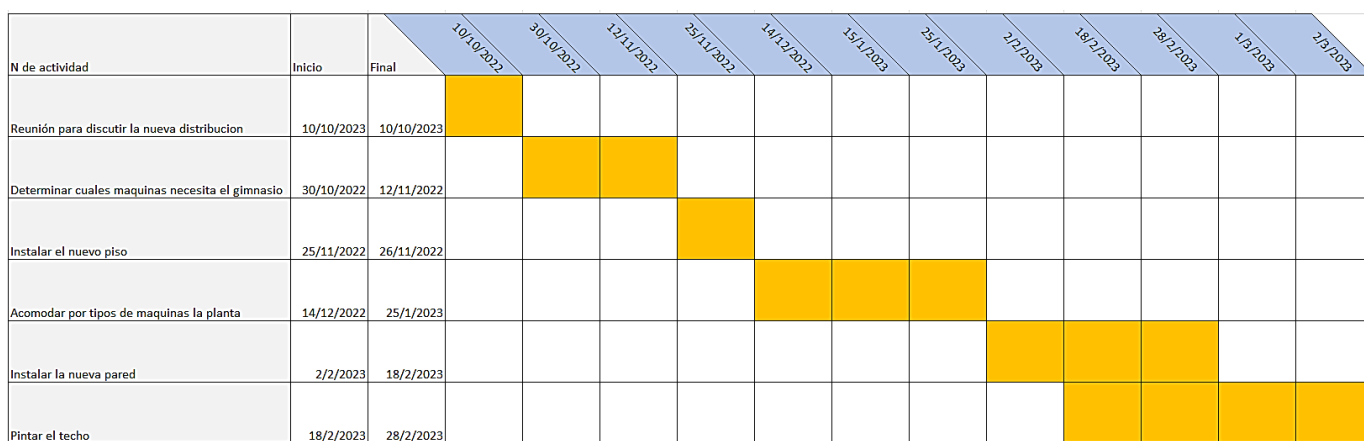 N de actividad Inicio Final 10/10/2022 30/10/2022 12/11/2022 25/11/2022 14/12/2022 15/1/2023 25/1/2023 2/2/2023 18/2/2023 28/2/2023 1/3/2023 2/3/2023
Reunión para discutir la nueva distribucion 10/10/2023 10/10/2023
Determinar cuales maquinas necesita el gimnasio 30/10/2022 12/11/2022
Instalar el nuevo piso 25/11/2022 26/11/2022
Acomodar por tipos de maquinas la planta 14/12/2022 25/1/2023
Instalar la nueva pared 2/2/2023 18/2/2023
Pintar el techo 18/2/2023 28/2/2023